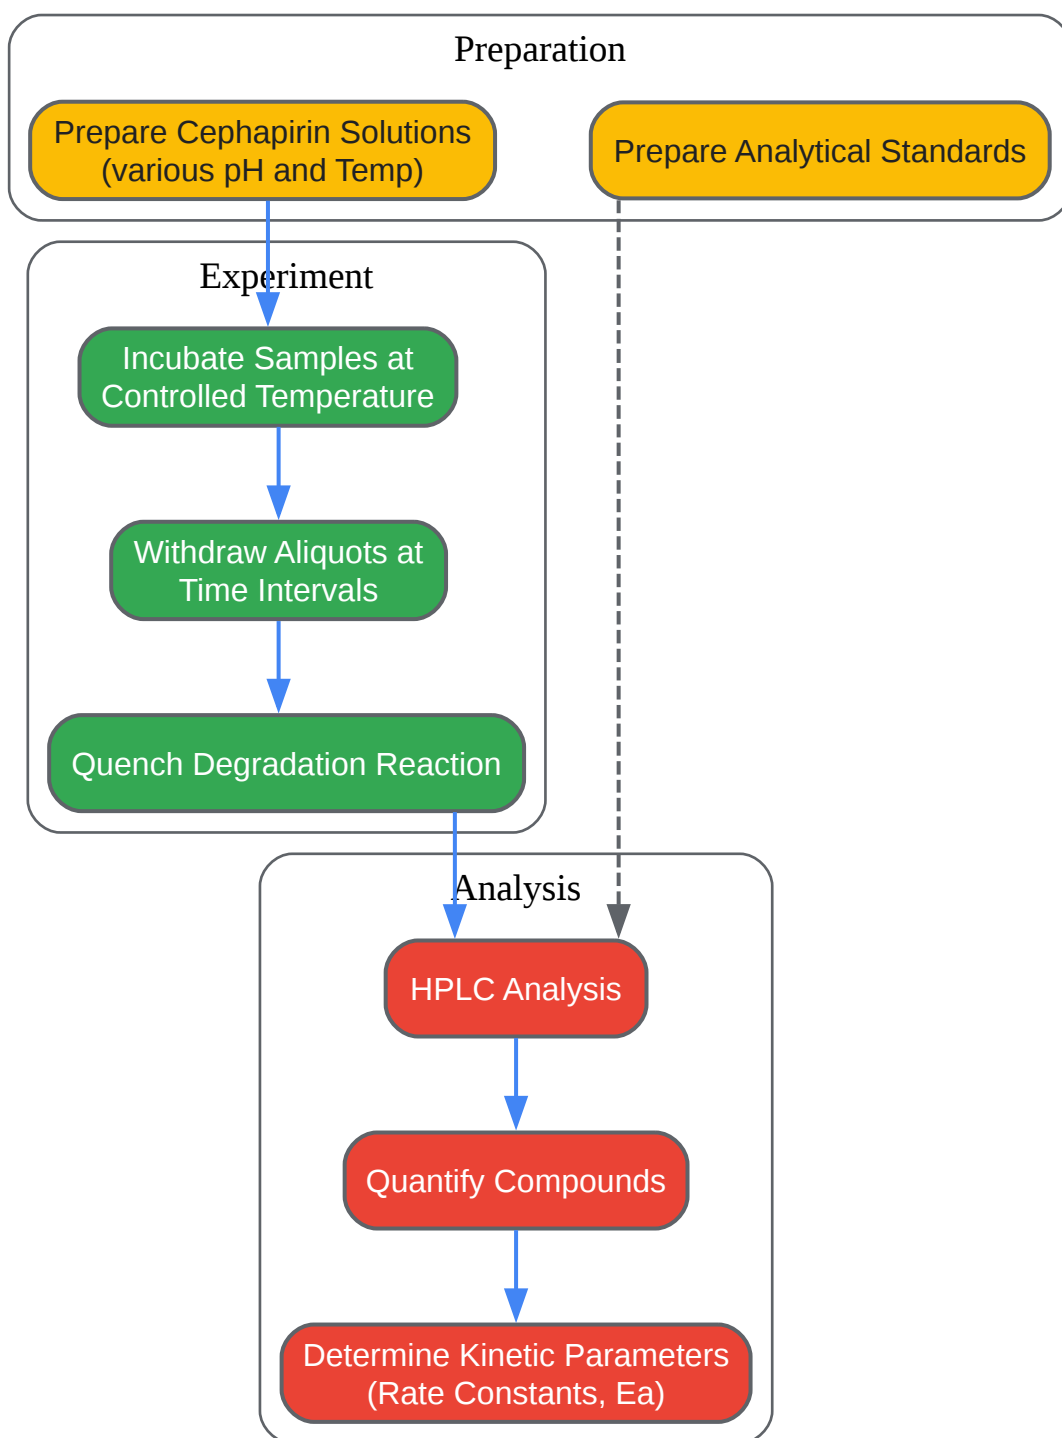 Preparation
Prepare Cephapirin Solutions
(various pH and Temp)
Prepare Analytical Standards
Experiment
Incubate Samples at
Controlled Temperature
Withdraw Aliquots at
Time Intervals
Quench Degradation Reaction
Analysis
HPLC Analysis
Quantify Compounds
Determine Kinetic Parameters
(Rate Constants, Ea)